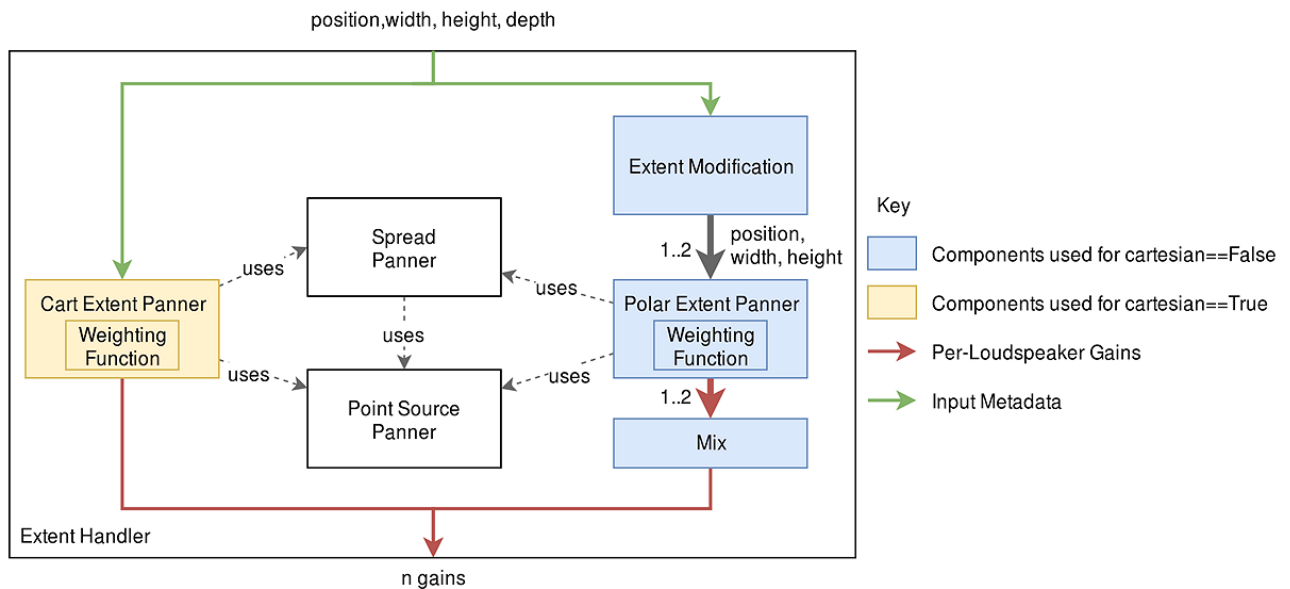 position,width, height, depth
Extent Modification
Key
1..2
position,
width, height
Spread
Panner
uses
uses
Components used for cartesian==False
Cart Extent Panner
Weighting
Function
Polar Extent Panner
Weighting
Function
Components used for cartesian==True
uses
Per-Loudspeaker Gains
uses
uses
1..2
Input Metadata
Point Source
Panner
Mix
Extent Handler
n gains